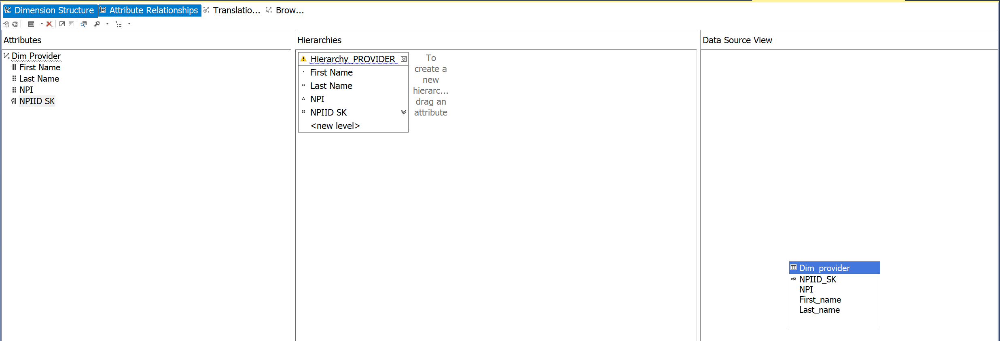 Dimension Structure Attribute Relationships Translatio... Brow...
Attributes
Dim Provider
First Name
Last Name
NPI
NPIID SK
Hierarchies
Hierarchy_PROVIDER
First Name
Last Name
NPI
NPIID SK
<new level>
To
create a
new
hierarc...
drag an
attribute
Data Source View
Dim_provider
NPIID_SK
NPI
First_name
Last_name